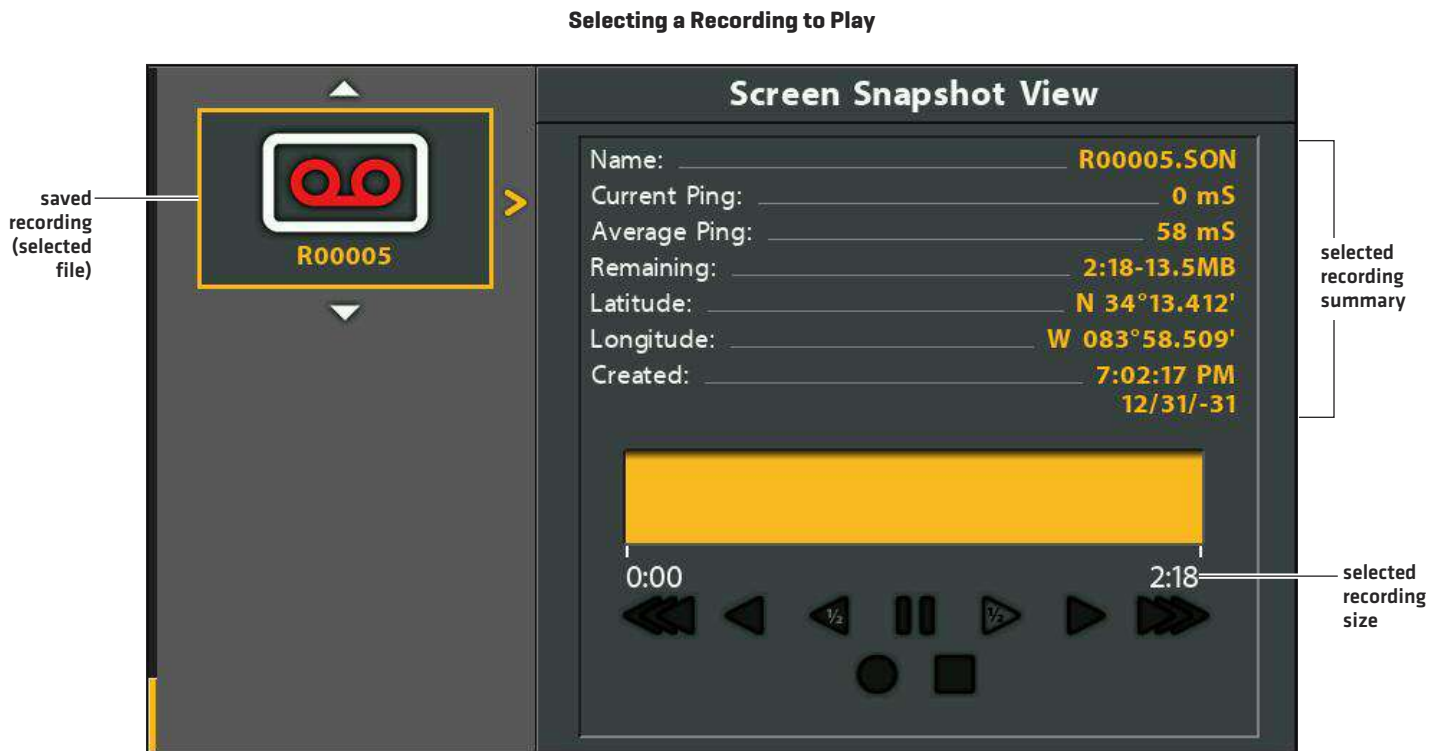 Selecting a Recording to Play
Screen Snapshot View
saved
recording
(selected
file)
R00005
Name: R00005.SON
Current Ping: 0 mS
Average Ping: 58 mS
Remaining: 2:18-13.5MB
Latitude: N 34°13.412'
Longitude: W 083°58.509'
Created: 7:02:17 PM
12/31/-31
selected
recording
summary
0:00 2:18
½ ½
selected
recording
size